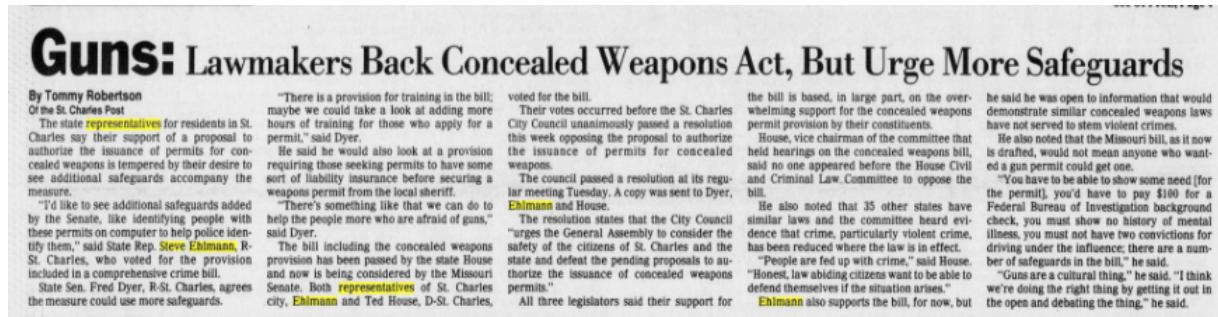 Guns: Lawmakers Back Concealed Weapons Act, But Urge More Safeguards
By Tommy Robertson
Of the St. Charles Post
The state representatives for residents in St.
Charles say their support of a proposal to
authorize the issuance of permits for con-
cealed weapons is tempered by their desire to
see additional safeguards accompany the
measure.
"I'd like to see additional safeguards added
by the Senate, like identifying people with
these permits on computer to help police iden-
tify them," said State Rep. Steve Ehlmann, R-
St. Charles, who voted for the provision
included in a comprehensive crime bill.
State Sen. Fred Dyer, R-St. Charles, agrees
the measure could use more safeguards.
"There is a provision for training in the bill;
maybe we could take a look at adding more
hours of training for those who apply for a
permit," said Dyer.
He said he would also look at a provision
requiring those seeking permits to have some
sort of liability insurance before securing a
weapons permit from the local sheriff.
"There's something like that we can do to
help the people more who are afraid of guns,"
said Dyer.
The bill including the concealed weapons
provision has been passed by the state House
and now is being considered by the Missouri
Senate. Both representatives of St. Charles
city, Ehlmann and Ted House, D-St. Charles,
voted for the bill.
Their votes occurred before the St. Charles
City Council unanimously passed a resolution
this week opposing the proposal to authorize
the issuance of permits for concealed
weapons.
The council passed a resolution at its regu-
lar meeting Tuesday. A copy was sent to Dyer,
Ehlmann and House.
The resolution states that the City Council
"urges the General Assembly to consider the
safety of the citizens of St. Charles and the
state and defeat the pending proposals to au-
thorize the issuance of concealed weapons
permits."
All three legislators said their support for
the bill is based, in large part, on the over-
whelming support for the concealed weapons
permit provision by their constituents.
House, vice chairman of the committee that
held hearings on the concealed weapons bill,
said no one appeared before the House Civil
and Criminal Law Committee to oppose the
bill.
He also noted that 35 other states have
similar laws and the committee heard evi-
dence that crime, particularly violent crime,
has been reduced where the law is in effect.
"People are fed up with crime," said House.
"Honest, law abiding citizens want to be able to
defend themselves if the situation arises."
Ehlmann also supports the bill, for now, but
he said he was open to information that would
demonstrate similar concealed weapons laws
have not served to stem violent crimes.
He also noted that the Missouri bill, as it now
is drafted, would not mean anyone who want-
ed a gun permit could get one.
"You have to be able to show some need [for
the permit], you'd have to pay $100 for a
Federal Bureau of Investigation background
check, you must show no history of mental
illness, you must not have two convictions for
driving under the influence; there are a num-
ber of safeguards in the bill," he said.
"Guns are a cultural thing," he said. "I think
we're doing the right thing by getting it out in
the open and debating the thing," he said.